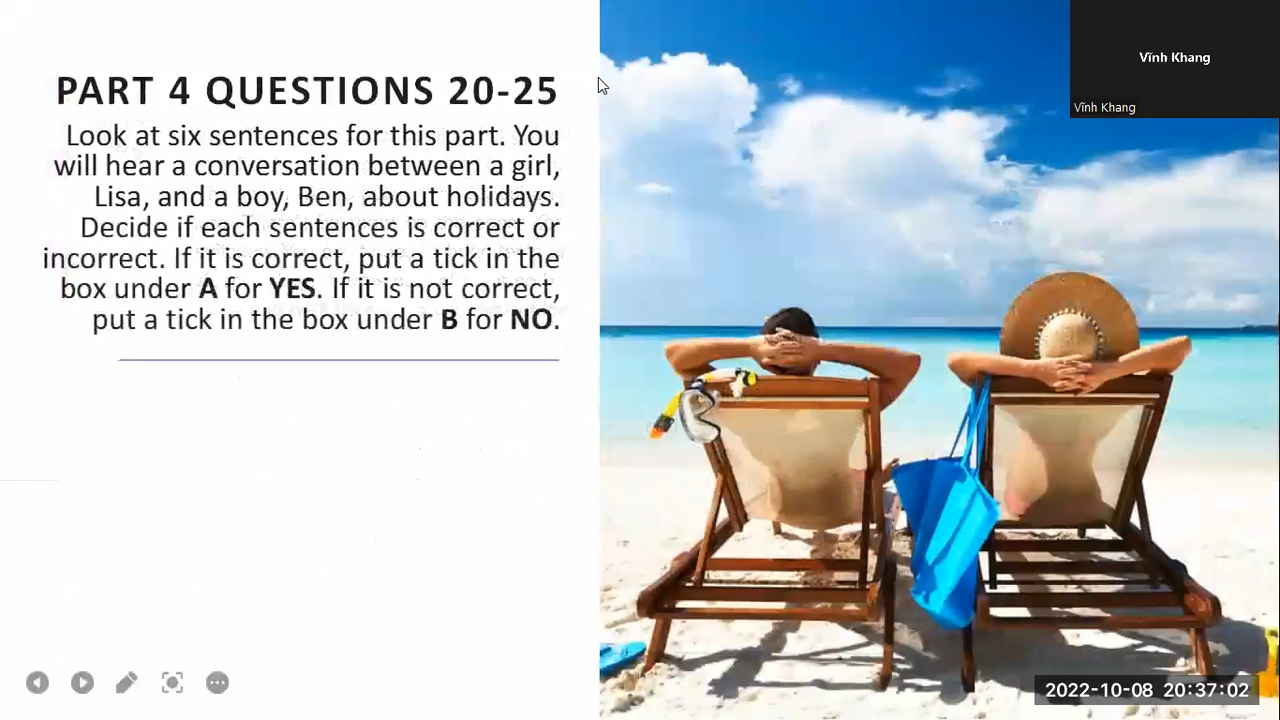 PART 4 QUESTIONS 20-25
Look at six sentences for this part. You
will hear a conversation between a girl,
Lisa, and a boy, Ben, about holidays.
Decide if each sentences is correct or
incorrect. If it is correct, put a tick in the
box under A for YES. If it is not correct,
put a tick in the box under B for NO.
Vĩnh Khang
Vĩnh Khang
2022-10-08 20:37:02